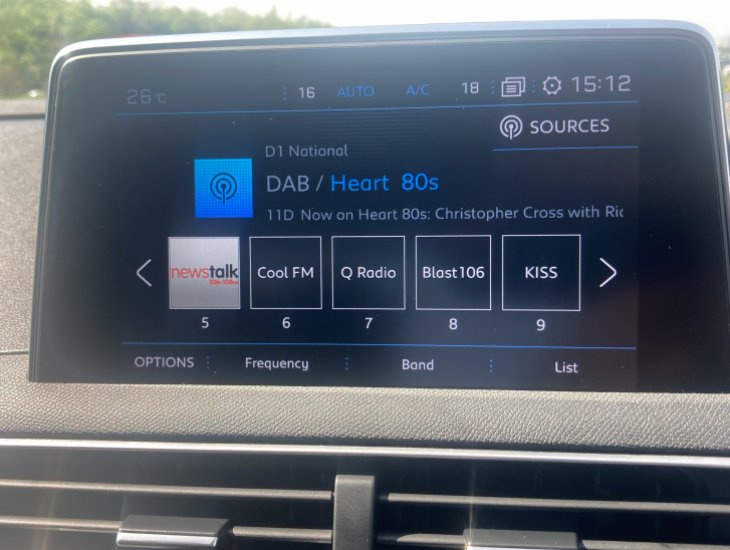 26°C 16 AUTO A/C 18 15:12
SOURCES
D1 National
DAB / Heart 80s
11D Now on Heart 80s: Christopher Cross with Ric
newstalk
106-108fm
Cool FM
Q Radio
Blast106
KISS
5 6 7 8 9
OPTIONS Frequency Band List